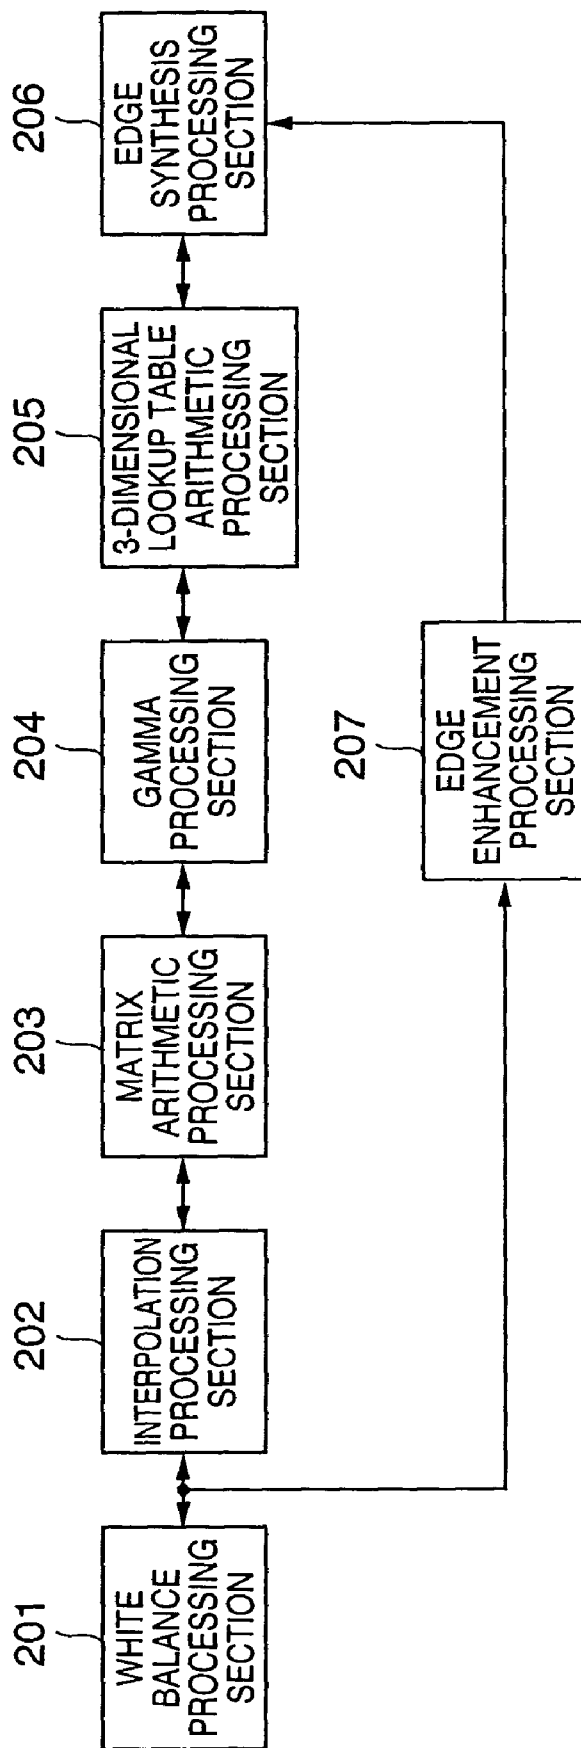 201
WHITE
BALANCE
PROCESSING
SECTION
202
INTERPOLATION
PROCESSING
SECTION
203
MATRIX
ARITHMETIC
PROCESSING
SECTION
204
GAMMA
PROCESSING
SECTION
205
3-DIMENSIONAL
LOOKUP TABLE
ARITHMETIC
PROCESSING
SECTION
206
EDGE
SYNTHESIS
PROCESSING
SECTION
207
EDGE
ENHANCEMENT
PROCESSING
SECTION